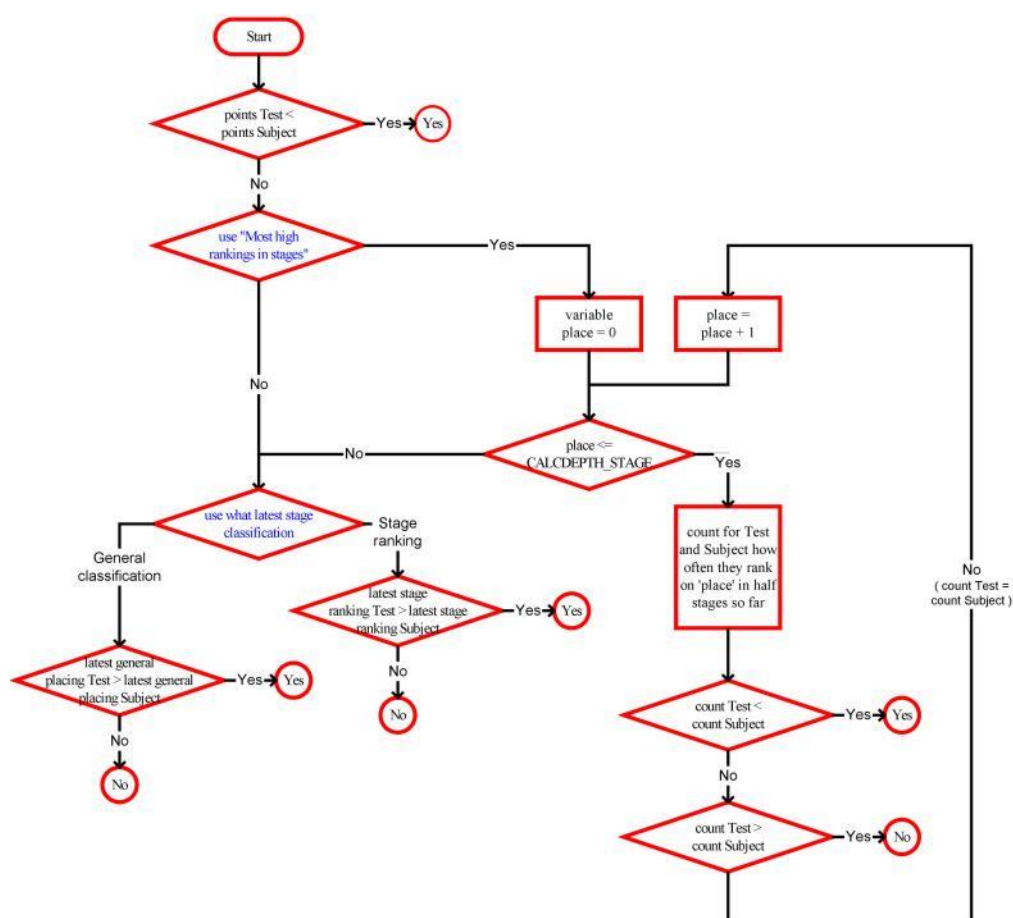 Start
points Test <
points Subject
Yes
Yes
No
use "Most high
rankings in stages"
Yes
variable
place = 0
place =
place + 1
No
place <=
CALCDEPTH_STAGE
No
Yes
use what latest stage
classification
Stage
ranking
General
classification
count for Test
and Subject how
often they rank
on 'place' in half
stages so far
No
( count Test =
count Subject )
latest stage
ranking Test > latest stage
ranking Subject
Yes
Yes
No
No
latest general
placing Test > latest general
placing Subject
Yes
Yes
No
No
count Test <
count Subject
Yes
Yes
No
count Test >
count Subject
Yes
No